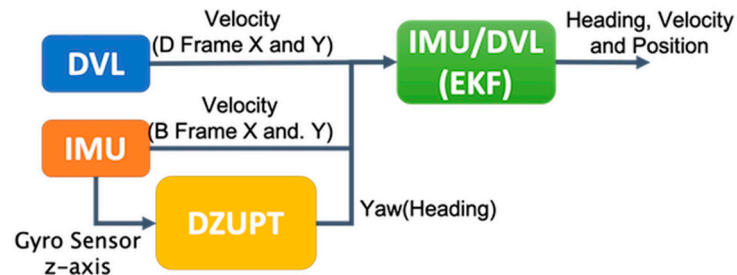 Velocity
(D Frame X and Y)
DVL
IMU/DVL
(EKF)
Heading, Velocity
and Position
Velocity
(B Frame X and. Y)
IMU
DZUPT
Yaw(Heading)
Gyro Sensor
z-axis